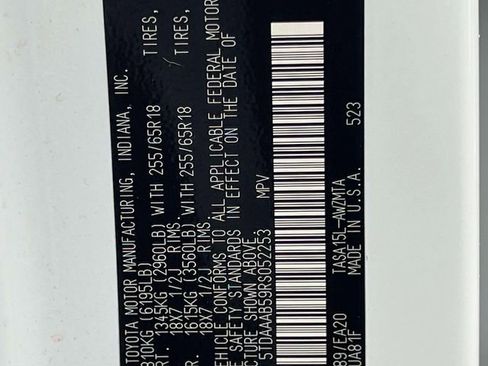 TOYOTA MOTOR MANUFACTURING, INDIANA, INC.
810KG (6195LB)
RT. 1345KG (2960LB) WITH 255/65R18 TIRES,
18X7 1/2J RIMS.
R. 1615KG (3560LB) WITH 255/65R18 TIRES,
18X7 1/2J RIMS.
VEHICLE CONFORMS TO ALL APPLICABLE FEDERAL MOTOR
E SAFETY STANDARDS IN EFFECT ON THE DATE OF
CTURE SHOWN ABOVE
5TDAAAB59RS052253 MPV
89/EA20 TASA15L-AWZMTA
UA81F MADE IN U.S.A. 523